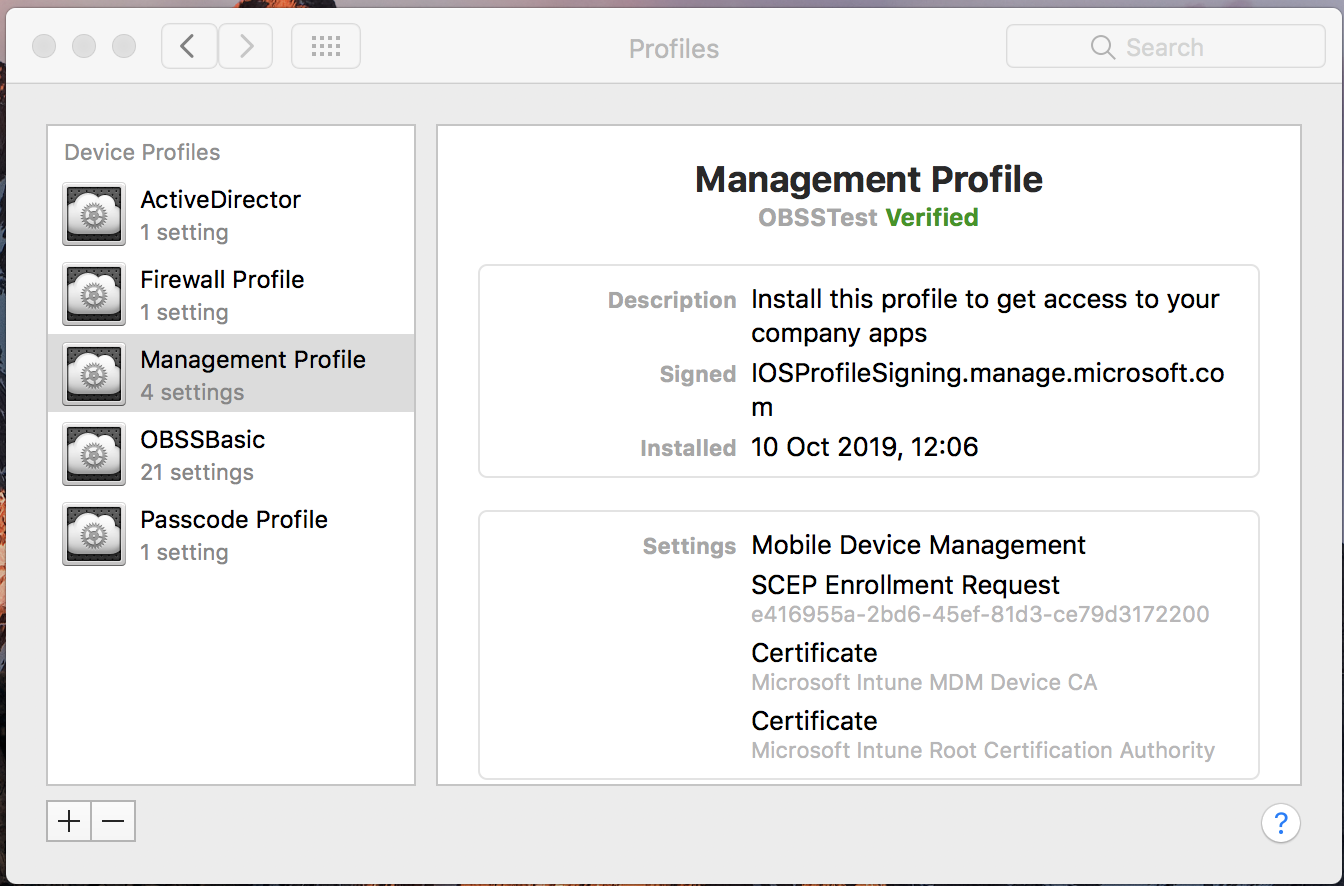 Profiles
Search
Device Profiles
ActiveDirector
1 setting
Firewall Profile
1 setting
Management Profile
4 settings
OBSSBasic
21 settings
Passcode Profile
1 setting
Management Profile
OBSSTest Verified
Description Install this profile to get access to your
company apps
Signed IOSProfileSigning.manage.microsoft.co
m
Installed 10 Oct 2019, 12:06
Settings Mobile Device Management
SCEP Enrollment Request
e416955a-2bd6-45ef-81d3-ce79d3172200
Certificate
Microsoft Intune MDM Device CA
Certificate
Microsoft Intune Root Certification Authority
+ −
?